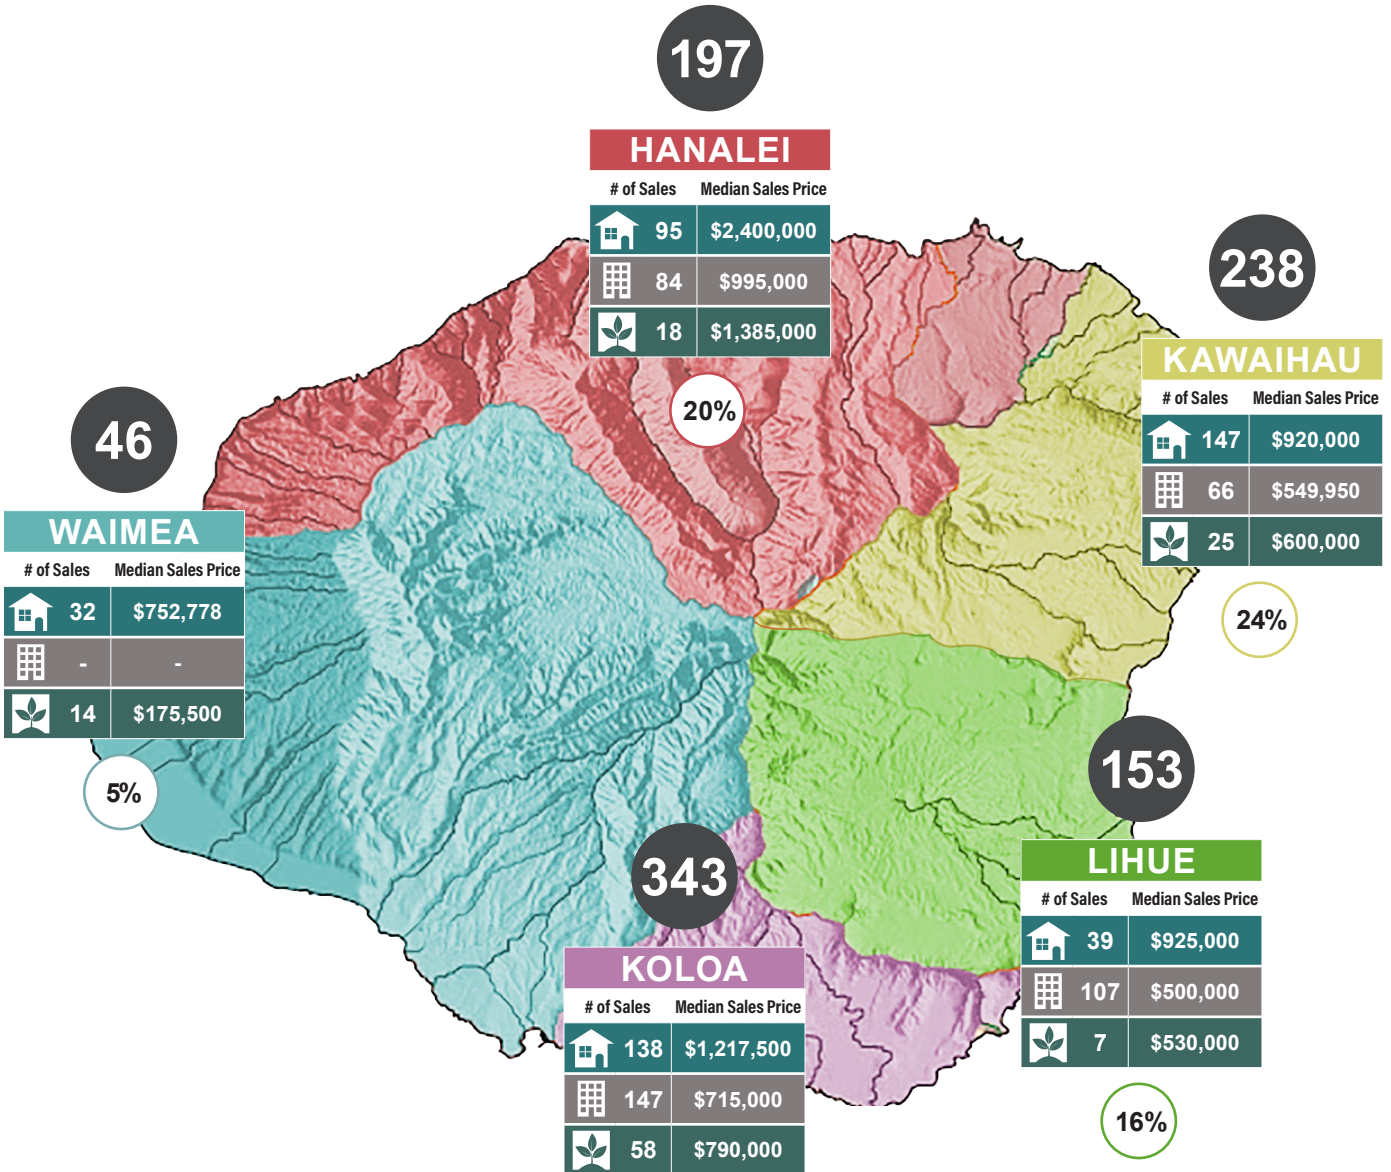 197
HANALEI
# of Sales Median Sales Price
95 $2,400,000
84 $995,000
18 $1,385,000
20%
238
KAWAIHAU
# of Sales Median Sales Price
147 $920,000
66 $549,950
25 $600,000
24%
46
WAIMEA
# of Sales Median Sales Price
32 $752,778
- -
14 $175,500
5%
153
LIHUE
# of Sales Median Sales Price
39 $925,000
107 $500,000
7 $530,000
16%
343
KOLOA
# of Sales Median Sales Price
138 $1,217,500
147 $715,000
58 $790,000